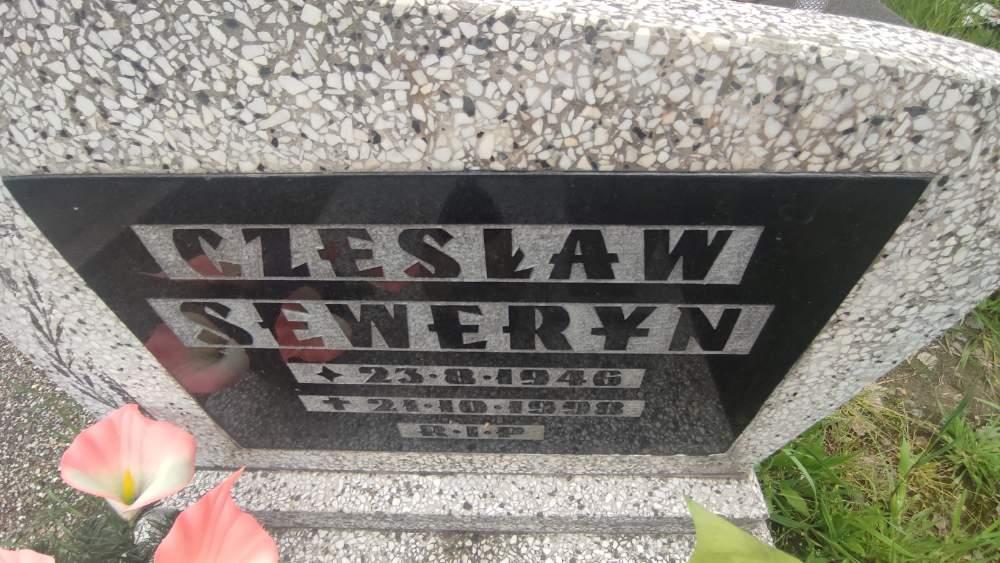 CZESŁAW
SEWERYN
✦ 23·8·1946
✝ 21·10·1998
R·I·P